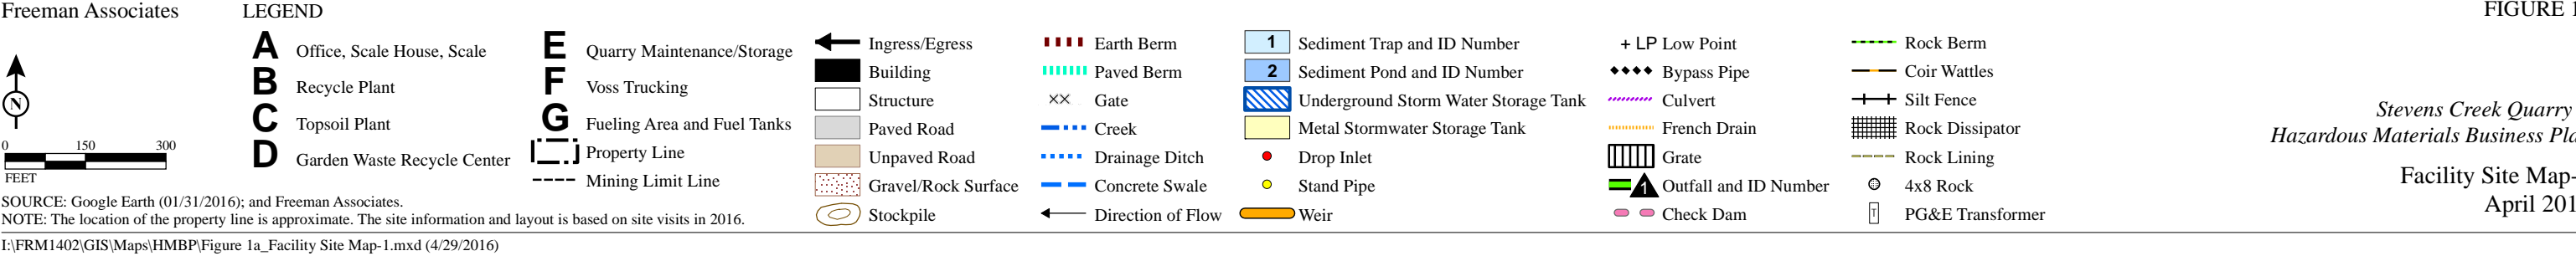 Freeman Associates
LEGEND
FIGURE 1
A Office, Scale House, Scale
B Recycle Plant
C Topsoil Plant
D Garden Waste Recycle Center
E Quarry Maintenance/Storage
F Voss Trucking
G Fueling Area and Fuel Tanks
Property Line
Mining Limit Line
Ingress/Egress
Building
Structure
Paved Road
Unpaved Road
Gravel/Rock Surface
Stockpile
Earth Berm
Paved Berm
XX Gate
Creek
Drainage Ditch
Concrete Swale
Direction of Flow
1 Sediment Trap and ID Number
2 Sediment Pond and ID Number
Underground Storm Water Storage Tank
Metal Stormwater Storage Tank
Drop Inlet
Stand Pipe
Weir
+ LP Low Point
Bypass Pipe
Culvert
French Drain
Grate
1 Outfall and ID Number
Check Dam
Rock Berm
Coir Wattles
Silt Fence
Rock Dissipator
Rock Lining
4x8 Rock
T PG&E Transformer
N
0 150 300
FEET
SOURCE: Google Earth (01/31/2016); and Freeman Associates.
NOTE: The location of the property line is approximate. The site information and layout is based on site visits in 2016.
I:\FRM1402\GIS\Maps\HMBP\Figure 1a_Facility Site Map-1.mxd (4/29/2016)
Stevens Creek Quarry
Hazardous Materials Business Pla
Facility Site Map-
April 201